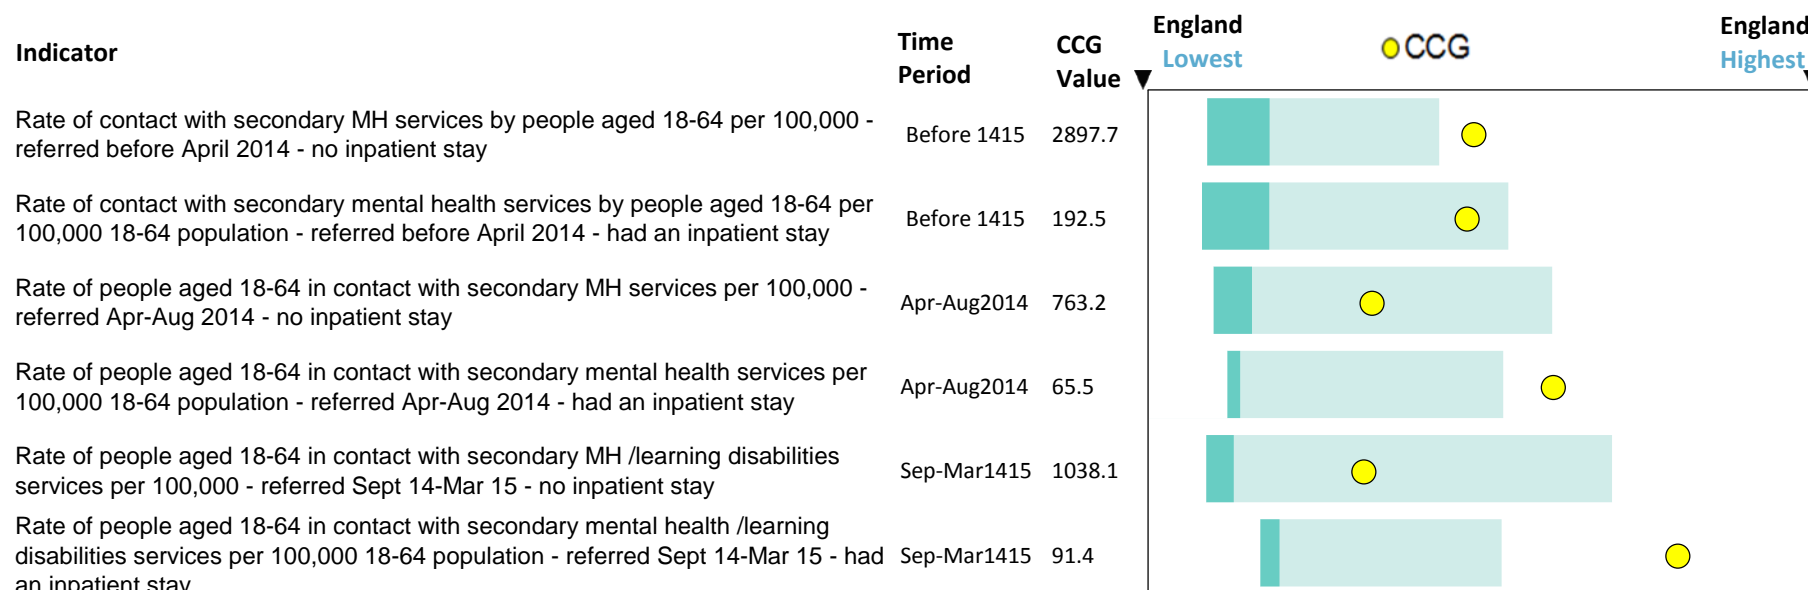 Indicator
Time
Period
CCG
Value
England
Lowest
CCG
England
Highest
Rate of contact with secondary MH services by people aged 18-64 per 100,000 -
referred before April 2014 - no inpatient stay
Before 1415
2897.7
Rate of contact with secondary mental health services by people aged 18-64 per
100,000 18-64 population - referred before April 2014 - had an inpatient stay
Before 1415
192.5
Rate of people aged 18-64 in contact with secondary MH services per 100,000 -
referred Apr-Aug 2014 - no inpatient stay
Apr-Aug2014
763.2
Rate of people aged 18-64 in contact with secondary mental health services per
100,000 18-64 population - referred Apr-Aug 2014 - had an inpatient stay
Apr-Aug2014
65.5
Rate of people aged 18-64 in contact with secondary MH /learning disabilities
services per 100,000 - referred Sept 14-Mar 15 - no inpatient stay
Sep-Mar1415
1038.1
Rate of people aged 18-64 in contact with secondary mental health /learning
disabilities services per 100,000 18-64 population - referred Sept 14-Mar 15 - had
an inpatient stay
Sep-Mar1415
91.4